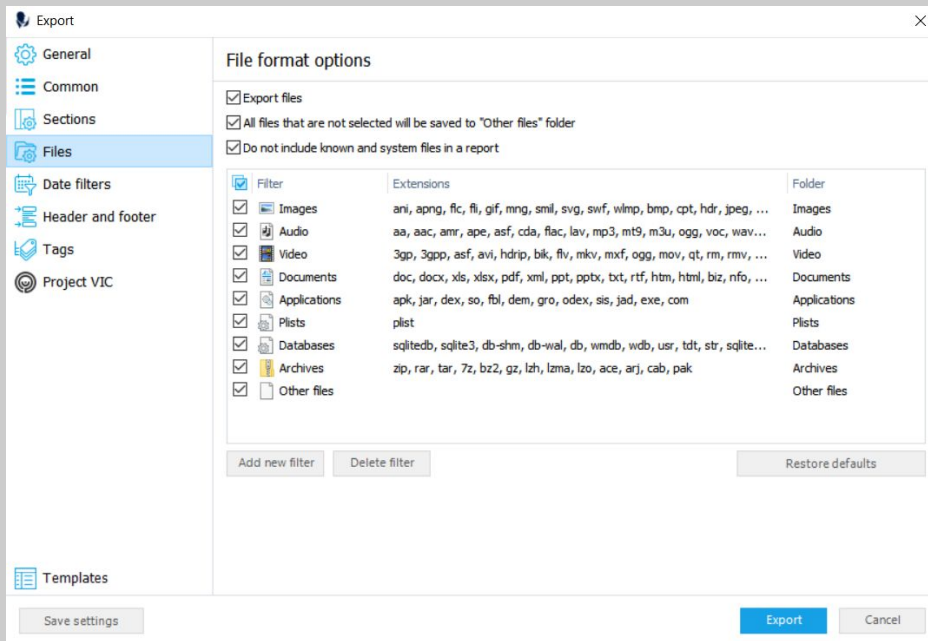 Export
General
Common
Sections
Files
Date filters
Header and footer
Tags
Project VIC
Templates
File format options
Export files
All files that are not selected will be saved to "Other files" folder
Do not include known and system files in a report
Filter Extensions Folder
Images ani, apng, flc, fli, gif, mng, smil, svg, swf, wlmp, bmp, cpt, hdr, jpeg, ... Images
Audio aa, aac, amr, ape, asf, cda, flac, lav, mp3, mt9, m3u, ogg, voc, wav... Audio
Video 3gp, 3gpp, asf, avi, hdrip, bik, flv, mkv, mxf, ogg, mov, qt, rm, rmv, ... Video
Documents doc, docx, xls, xlsx, pdf, xml, ppt, pptx, txt, rtf, htm, html, biz, nfo, ... Documents
Applications apk, jar, dex, so, fbl, dem, gro, odex, sis, jad, exe, com Applications
Plists plist Plists
Databases sqlitedb, sqlite3, db-shm, db-wal, db, wmdb, wdb, usr, tdt, str, sqlite... Databases
Archives zip, rar, tar, 7z, bz2, gz, lzh, lzma, lzo, ace, arj, cab, pak Archives
Other files Other files
Add new filter Delete filter Restore defaults
Save settings Export Cancel